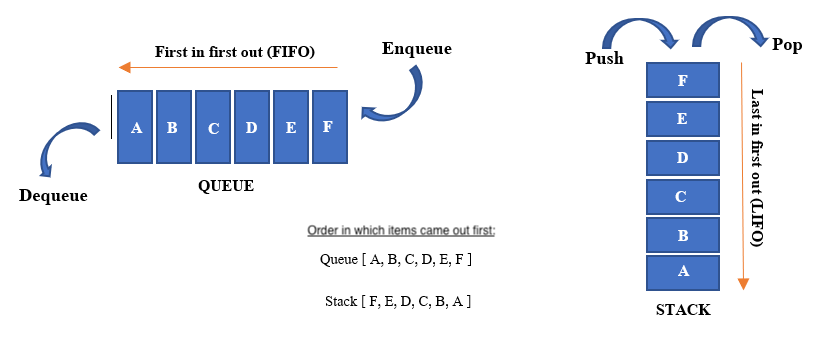 First in first out (FIFO)
Enqueue
A B C D E F
Dequeue
QUEUE
Order in which items came out first:
Queue [ A, B, C, D, E, F ]
Stack [ F, E, D, C, B, A ]
Push
Pop
F
E
D
C
B
A
Last in first out (LIFO)
STACK